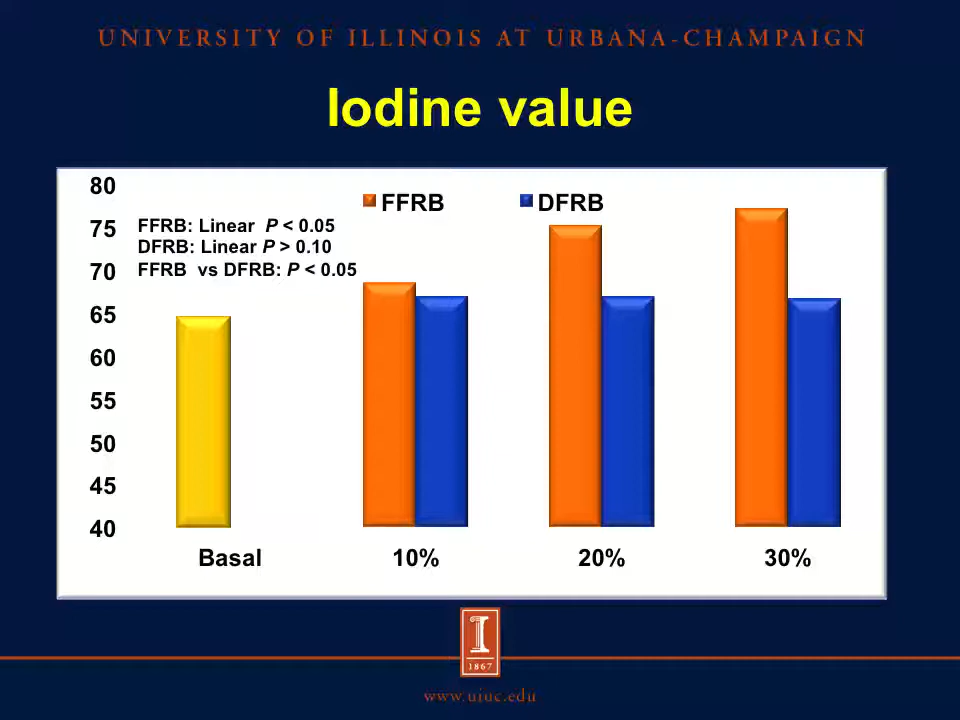 UNIVERSITY OF ILLINOIS AT URBANA-CHAMPAIGN
Iodine value
80
75
70
65
60
55
50
45
40
FFRB: Linear P < 0.05
DFRB: Linear P > 0.10
FFRB vs DFRB: P < 0.05
FFRB DFRB
Basal 10% 20% 30%
I
1867
www.uiuc.edu